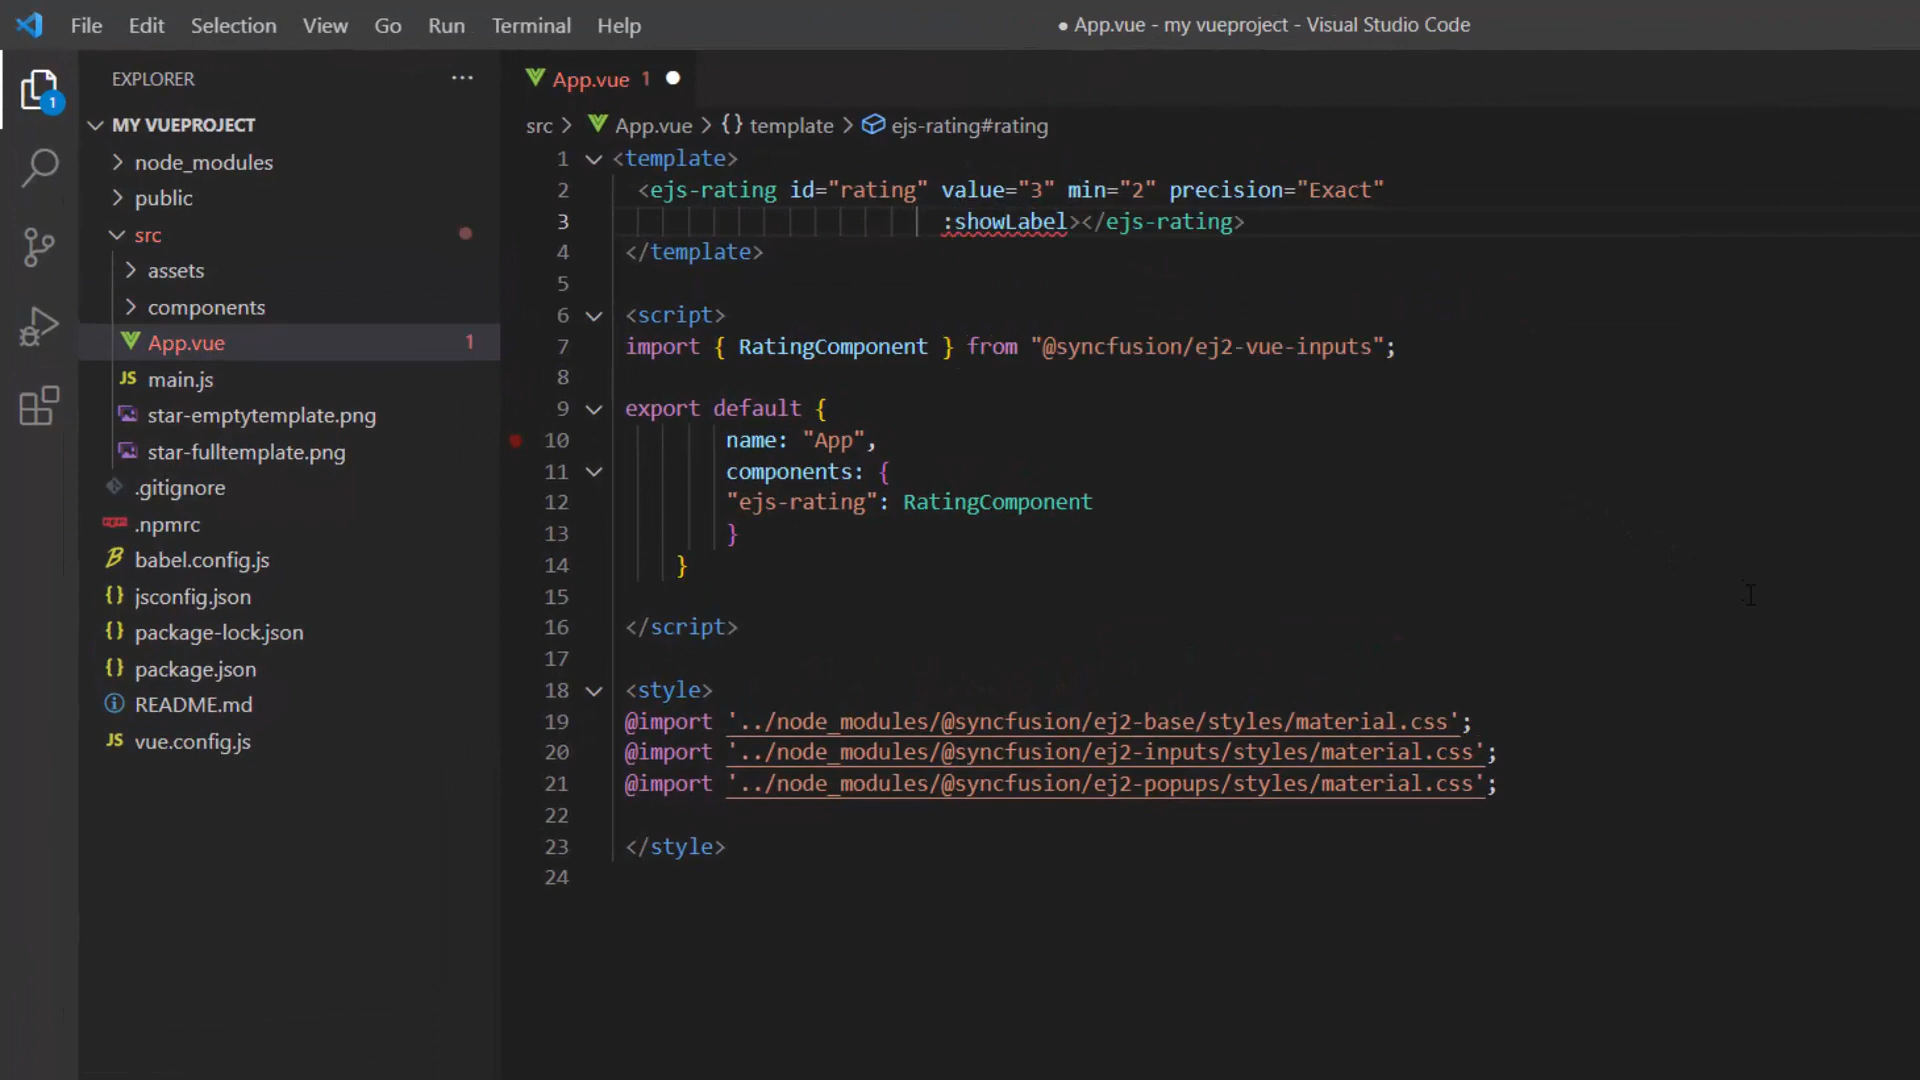 File Edit Selection View Go Run Terminal Help ● App.vue - my vueproject - Visual Studio Code
EXPLORER ···
App.vue 1
1
MY VUEPROJECT
node_modules
public
src
assets
components
App.vue 1
JS main.js
star-emptytemplate.png
star-fulltemplate.png
.gitignore
npm .npmrc
babel.config.js
{} jsconfig.json
{} package-lock.json
{} package.json
README.md
JS vue.config.js
src > App.vue > {} template > ejs-rating#rating
1 <template>
2 <ejs-rating id="rating" value="3" min="2" precision="Exact"
3 :showLabel></ejs-rating>
4 </template>
5
6 <script>
7 import { RatingComponent } from "@syncfusion/ej2-vue-inputs";
8
9 export default {
10 name: "App",
11 components: {
12 "ejs-rating": RatingComponent
13 }
14 }
15
16 </script>
17
18 <style>
19 @import '../node_modules/@syncfusion/ej2-base/styles/material.css';
20 @import '../node_modules/@syncfusion/ej2-inputs/styles/material.css';
21 @import '../node_modules/@syncfusion/ej2-popups/styles/material.css';
22
23 </style>
24